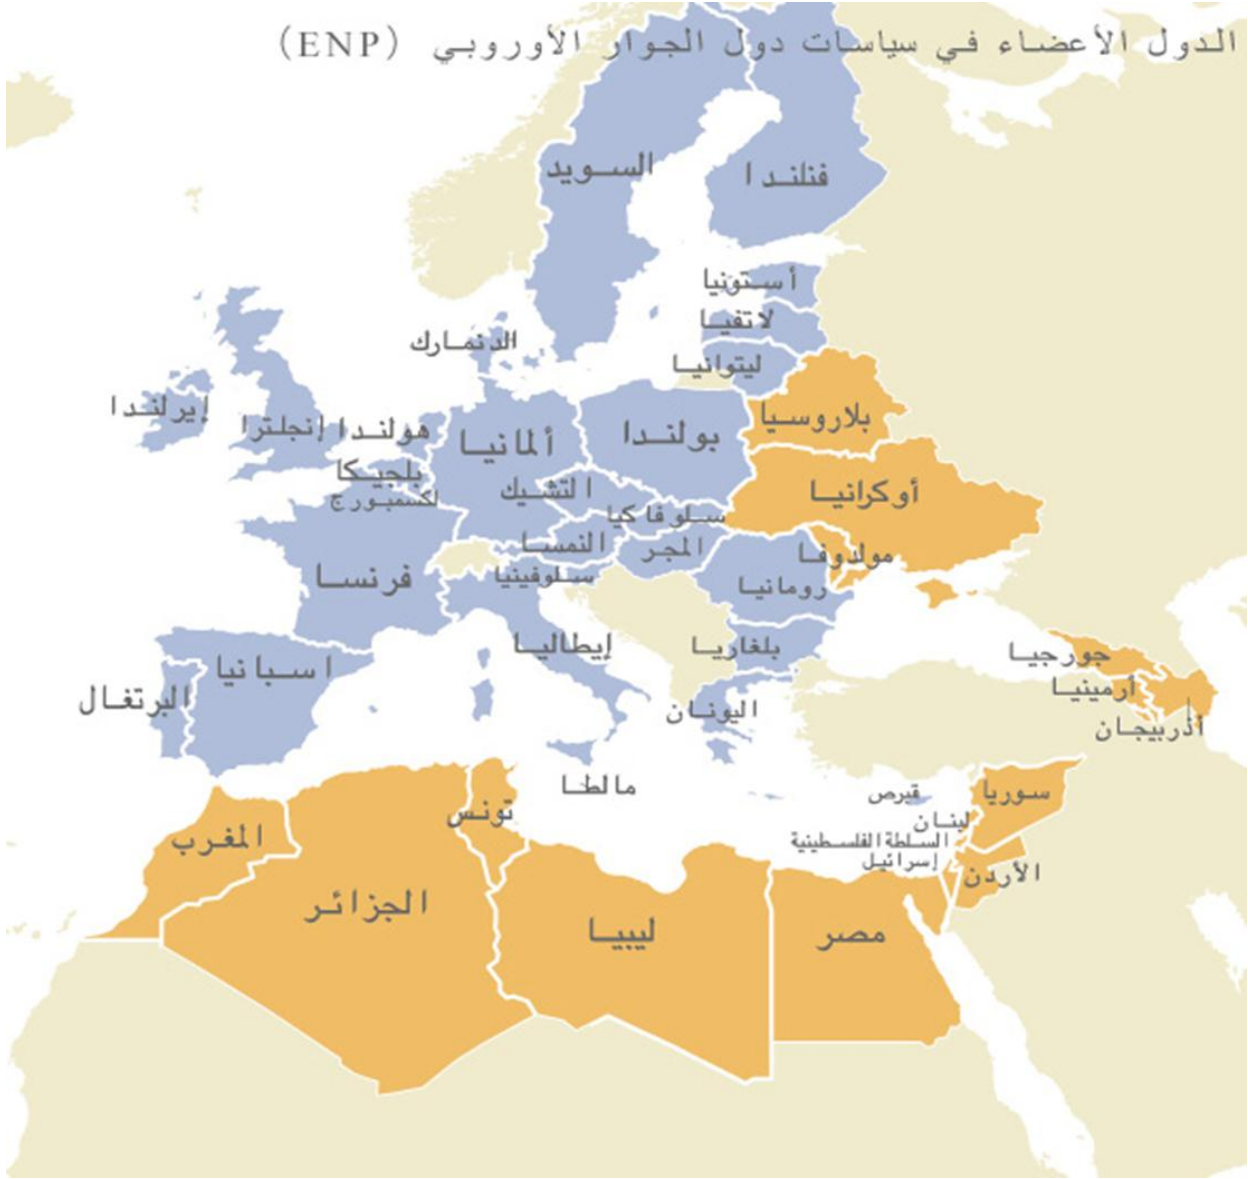 الدول الأعضاء في سياسات دول الجوار الأوروبي (ENP)
السويد
فنلندا
أستونيا
لاتفيا
الدنمارك
ليتوانيا
إيرلندا
إنجلترا
هولندا
ألمانيا
بولندا
بلاروسيا
بلجيكا
لكسمبورج
التشيك
أوكرانيا
سلوفاكيا
النمسا
المجر
مولدوفا
فرنسا
سلوفينيا
رومانيا
إيطاليا
بلغاريا
جورجيا
اسبانيا
البرتغال
اليونان
أرمينيا
أذربيجان
مالطا
قبرص
سوريا
تونس
لبنان
المغرب
السلطة الفلسطينية
إسرائيل
الأردن
الجزائر
ليبيا
مصر